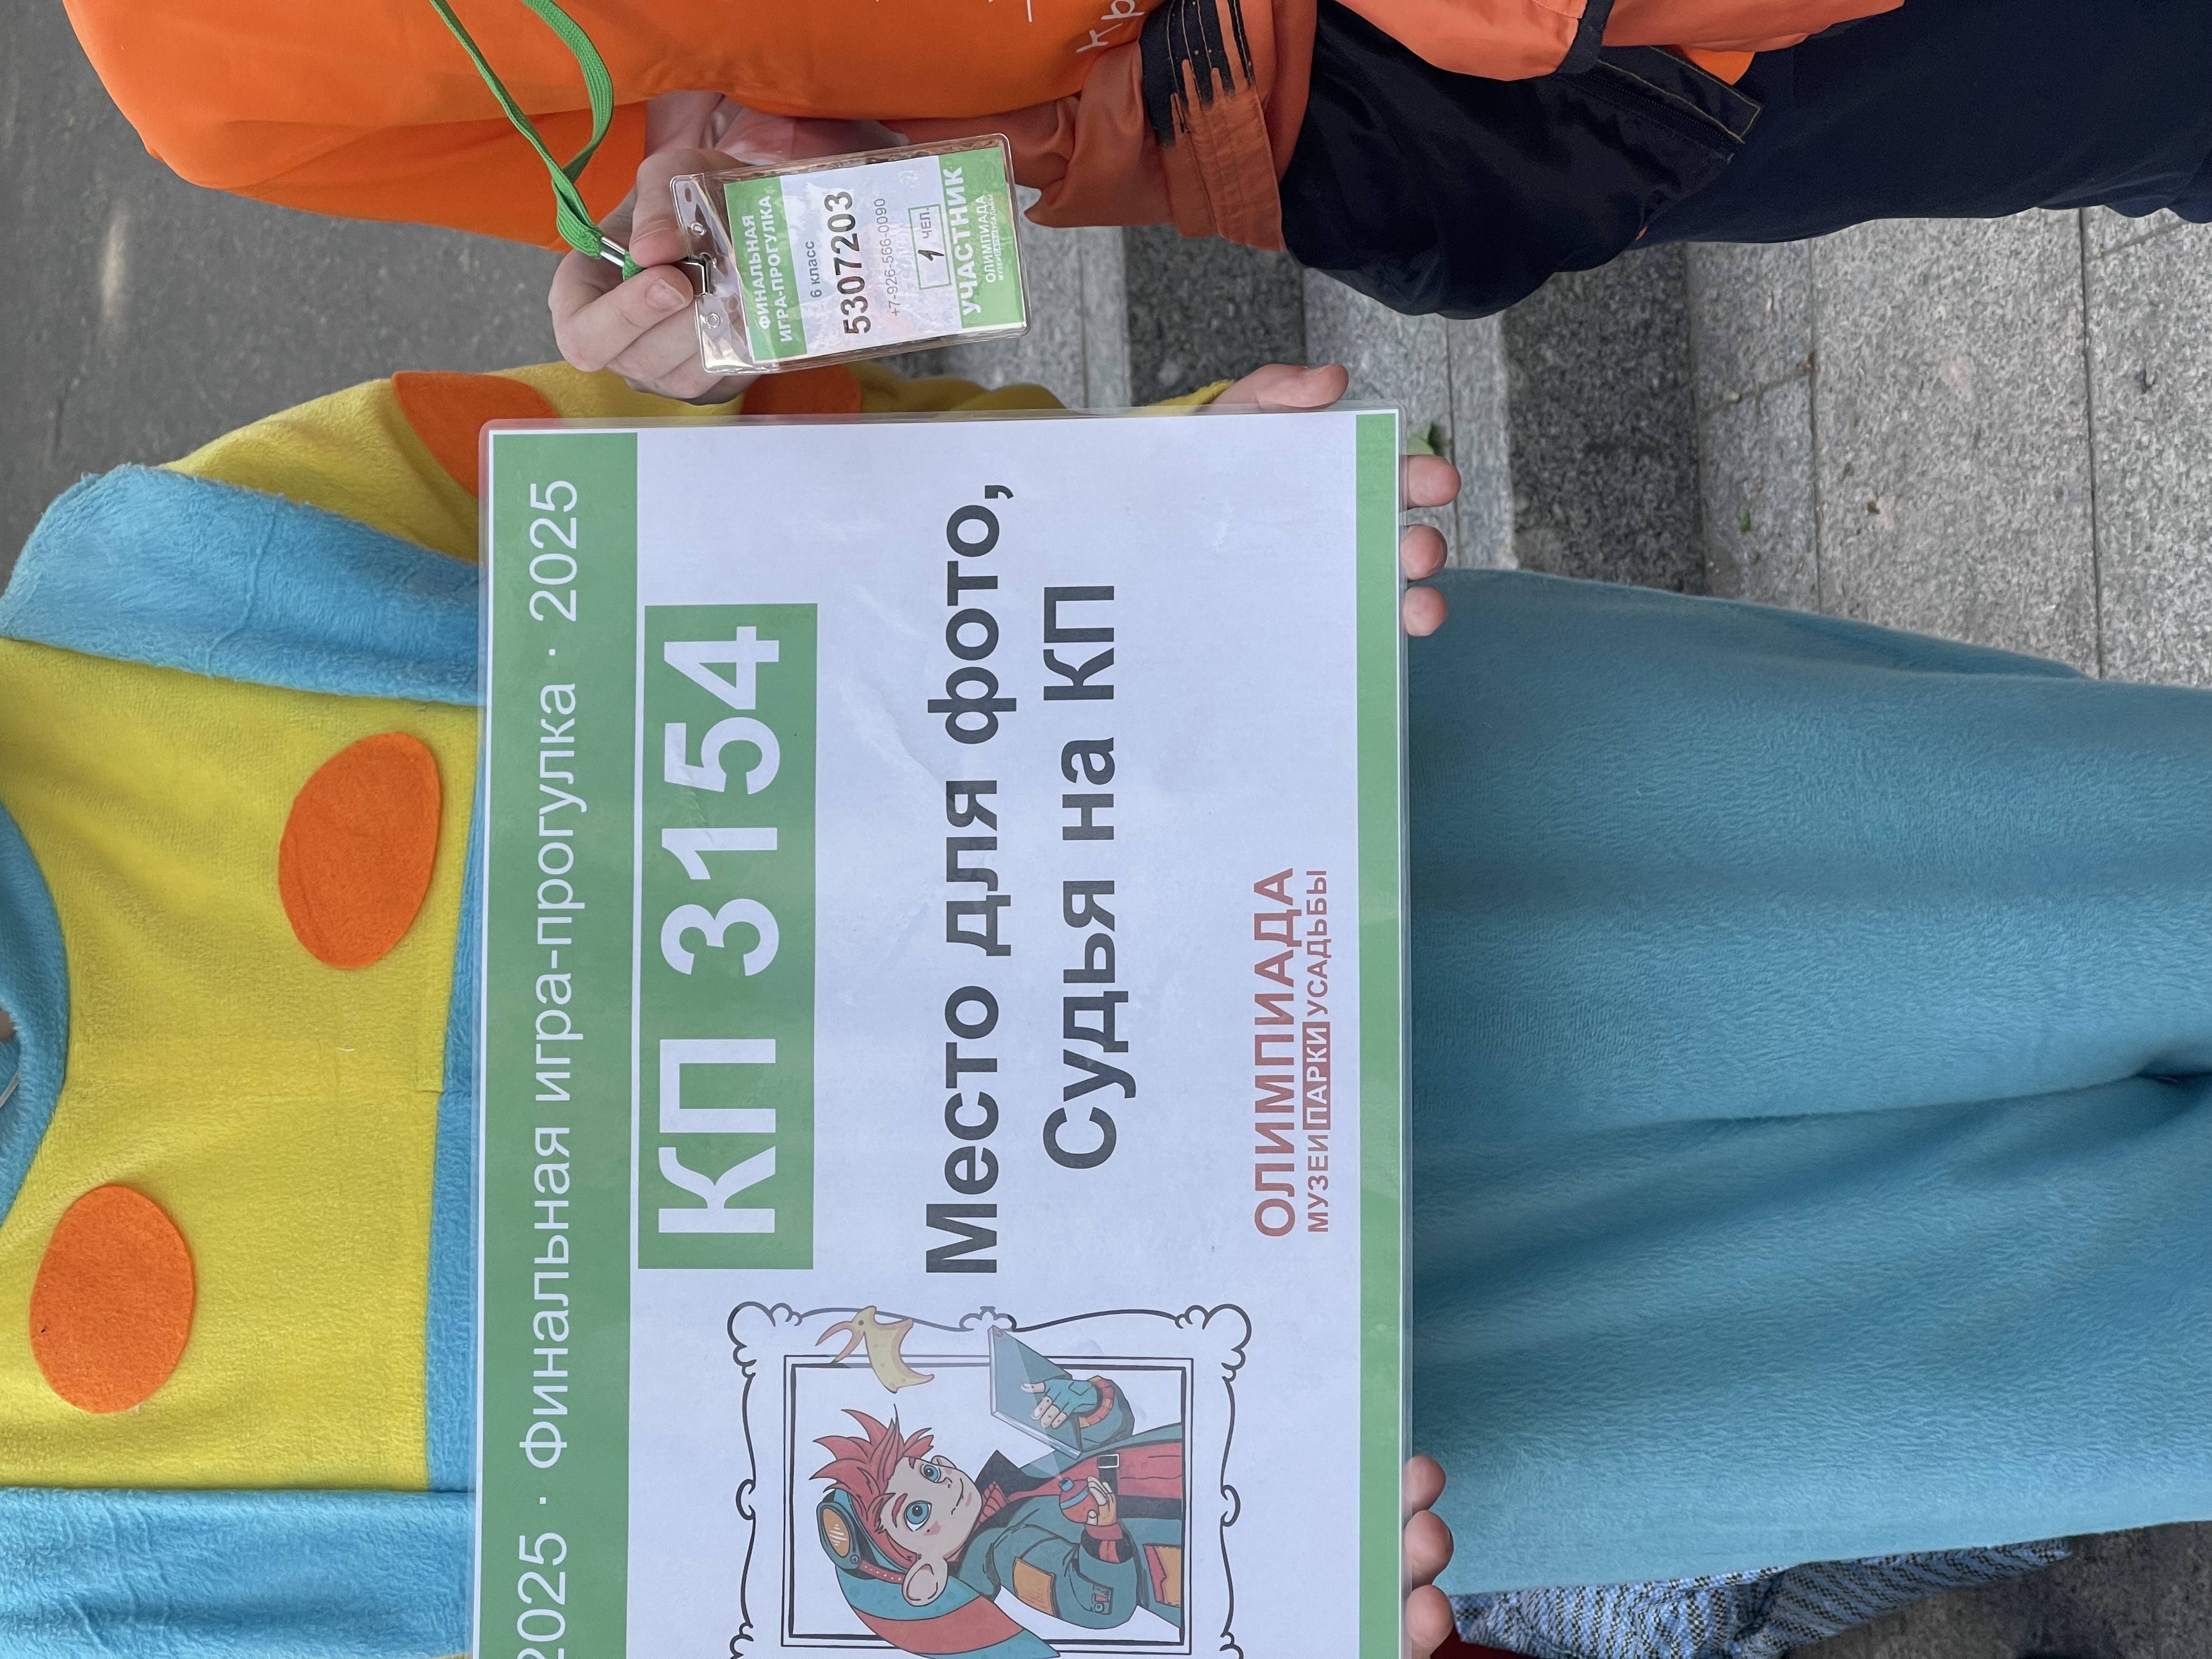 2025 · Финальная игра-прогулка · 2025
КП 3154
Место для фото,
Судья на КП
ОЛИМПИАДА
МУЗЕИ ПАРКИ УСАДЬБЫ
ФИНАЛЬНАЯ
ИГРА-ПРОГУЛКА
6 класс
5307203
+7-926-566-0090
1 ЧЕЛ.
УЧАСТНИК
ОЛИМПИАДА